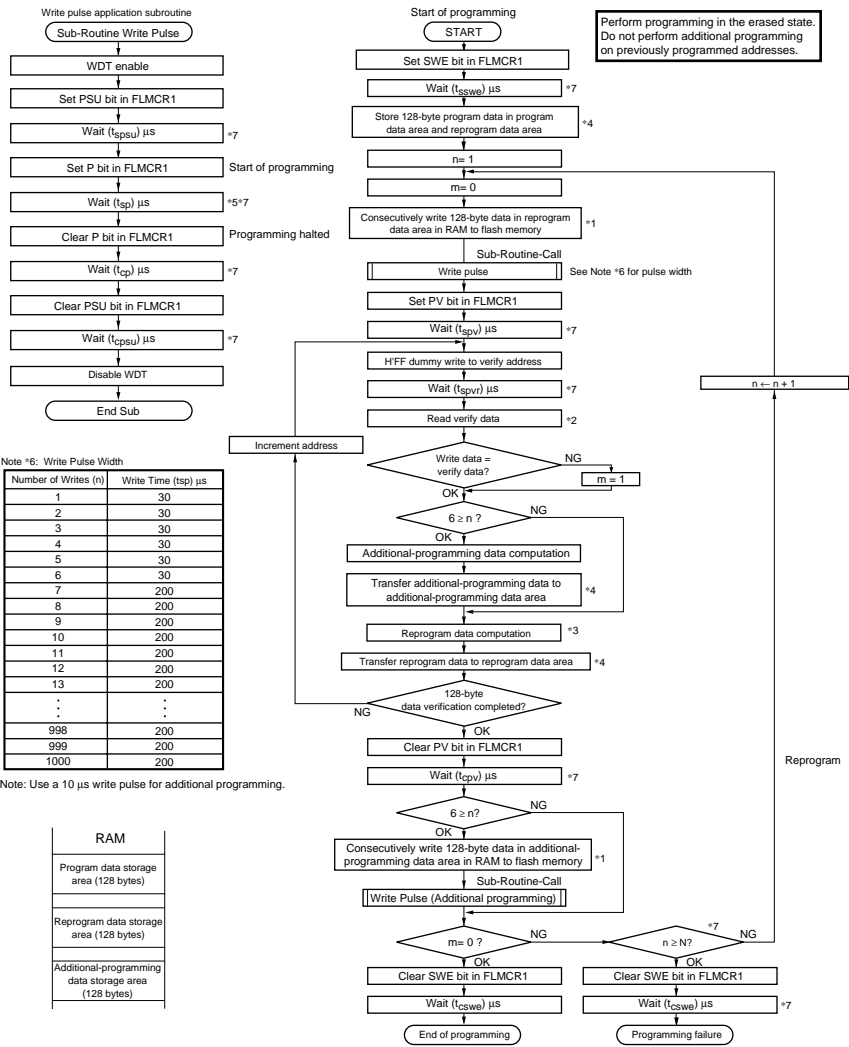 Write pulse application subroutine
Sub-Routine Write Pulse
WDT enable
Set PSU bit in FLMCR1
Wait (tspsu) μs
*7
Set P bit in FLMCR1
Start of programming
Wait (tsp) μs
*5*7
Clear P bit in FLMCR1
Programming halted
Wait (tcp) μs
*7
Clear PSU bit in FLMCR1
Wait (tcpsu) μs
*7
Disable WDT
End Sub
Note *6: Write Pulse Width
Number of Writes (n) Write Time (tsp) μs
1 30
2 30
3 30
4 30
5 30
6 30
7 200
8 200
9 200
10 200
11 200
12 200
13 200
998 200
999 200
1000 200
Note: Use a 10 μs write pulse for additional programming.
RAM
Program data storage
area (128 bytes)
Reprogram data storage
area (128 bytes)
Additional-programming
data storage area
(128 bytes)
Start of programming
START
Set SWE bit in FLMCR1
Wait (tsswe) μs
*7
Store 128-byte program data in program
data area and reprogram data area
*4
n= 1
m= 0
Consecutively write 128-byte data in reprogram
data area in RAM to flash memory
*1
Sub-Routine-Call
Write pulse
See Note *6 for pulse width
Set PV bit in FLMCR1
Wait (tspv) μs
*7
H'FF dummy write to verify address
Wait (tspvr) μs
*7
Read verify data
*2
Increment address
Write data =
verify data?
NG
m = 1
OK
6 ≥ n ?
NG
OK
Additional-programming data computation
Transfer additional-programming data to
additional-programming data area
*4
Reprogram data computation
*3
Transfer reprogram data to reprogram data area
*4
128-byte
data verification completed?
NG
OK
Clear PV bit in FLMCR1
Wait (tcpv) μs
*7
6 ≥ n?
NG
OK
Consecutively write 128-byte data in additional-
programming data area in RAM to flash memory
*1
Sub-Routine-Call
Write Pulse (Additional programming)
m= 0 ?
NG
OK
Clear SWE bit in FLMCR1
Wait (tcswe) μs
End of programming
*7
n ≥ N?
NG
OK
Clear SWE bit in FLMCR1
Wait (tcswe) μs
*7
Programming failure
n ← n + 1
Reprogram
Perform programming in the erased state.
Do not perform additional programming
on previously programmed addresses.